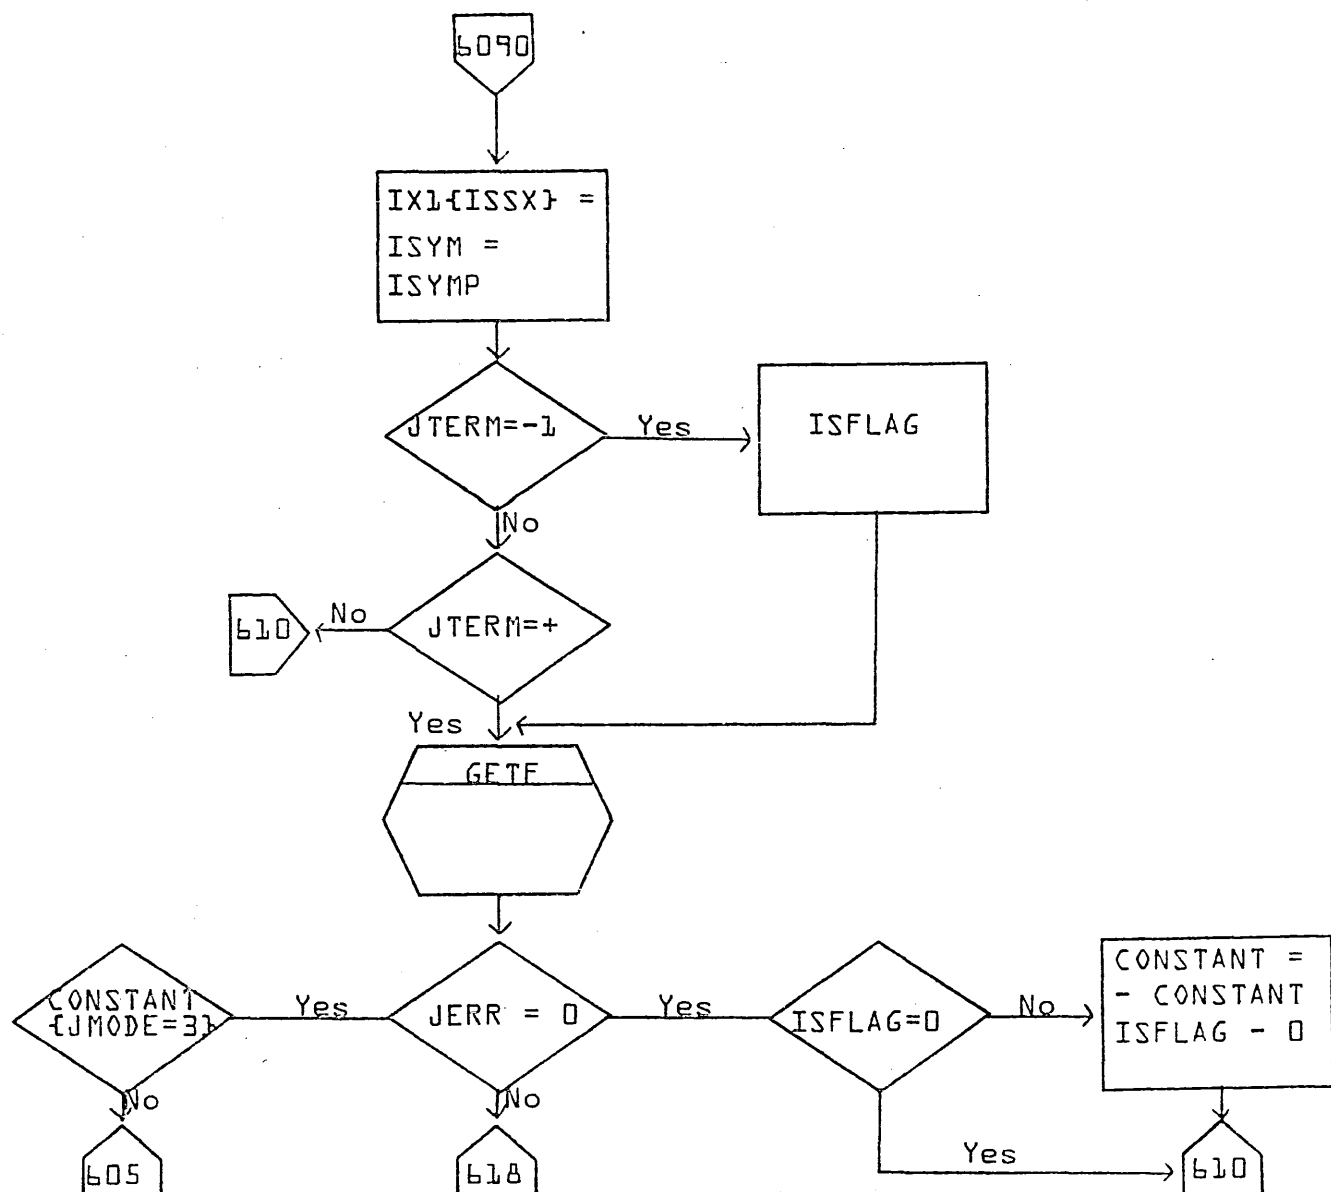 6090
IX1{ISSX} =
ISYM =
ISYMP
JTERM=-1
Yes
ISFLAG
No
610
No
JTERM=+
Yes
GETF
CONSTANT
{JMODE=3}
Yes
JERR = 0
Yes
ISFLAG=0
No
CONSTANT =
- CONSTANT
ISFLAG - 0
No
No
605
618
Yes
610